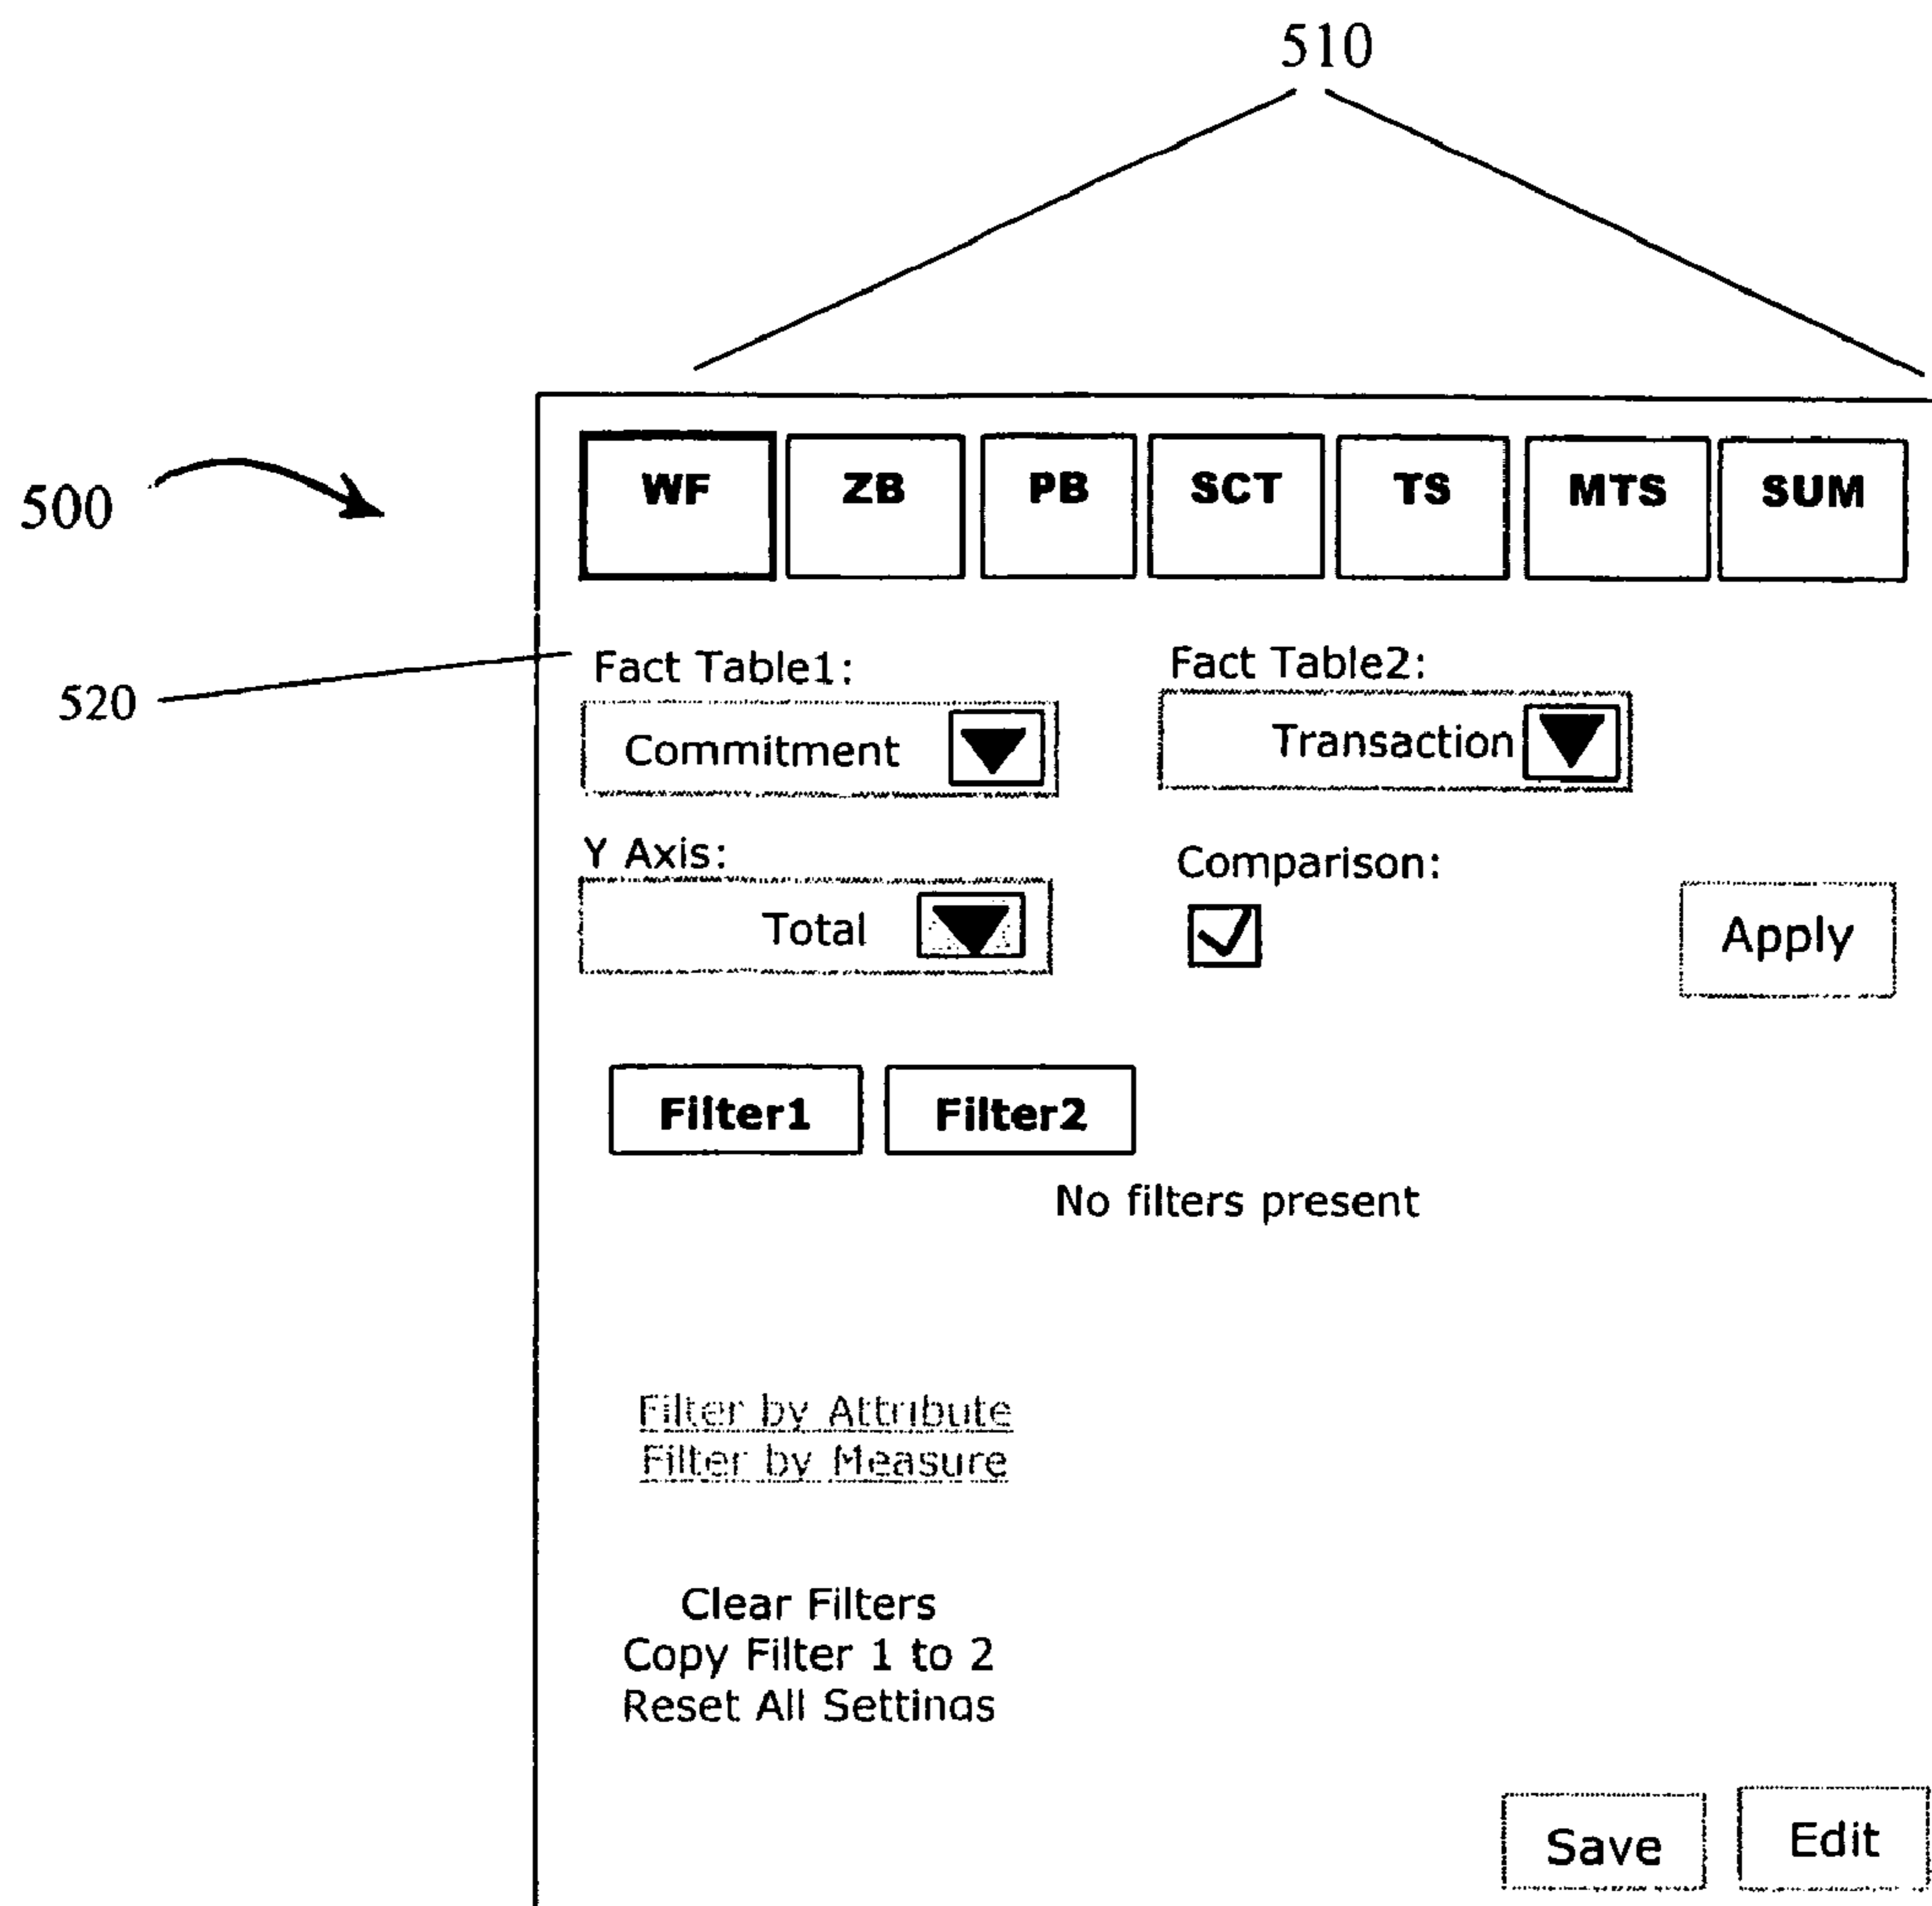 510
500
WF ZB PB SCT TS MTS SUM
520
Fact Table1: Fact Table2:
Commitment Transaction
Y Axis: Comparison:
Total Apply
Filter1 Filter2
No filters present
Filter by Attribute
Filter by Measure
Clear Filters
Copy Filter 1 to 2
Reset All Settings
Save Edit